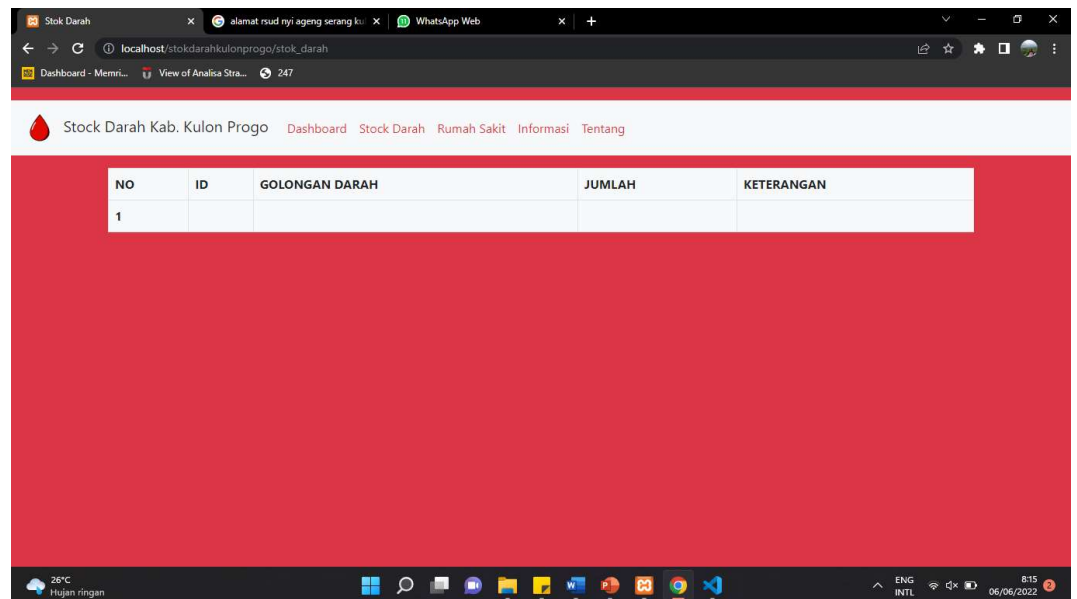 Stok Darah
alamat rsud nyi ageng serang ku
WhatsApp Web
localhost/stokdarahkulonprogo/stok_darah
Dashboard - Memri... View of Analisa Stra... 247
Stock Darah Kab. Kulon Progo Dashboard Stock Darah Rumah Sakit Informasi Tentang
NO ID GOLONGAN DARAH JUMLAH KETERANGAN
1
26°C
Hujan ringan
ENG
INTL
8:15
06/06/2022
2